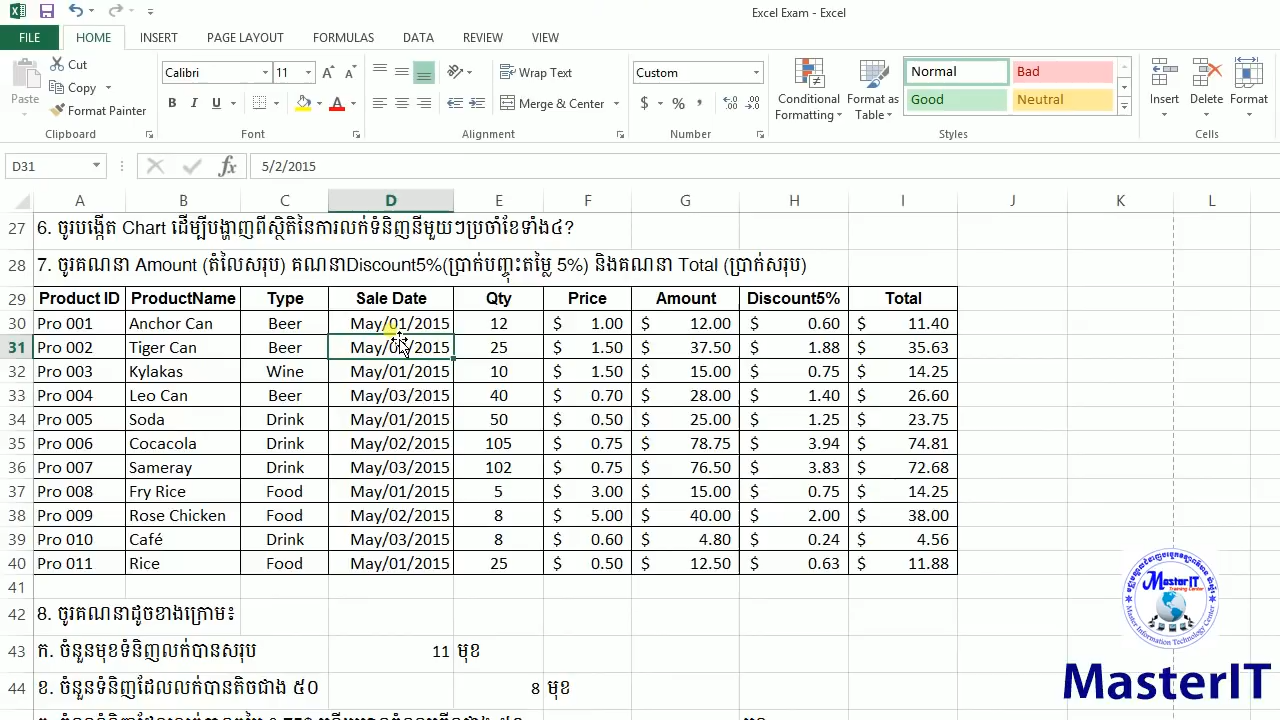 Excel Exam - Excel
FILE HOME INSERT PAGE LAYOUT FORMULAS DATA REVIEW VIEW
Cut
Copy
Format Painter
Paste
Clipboard
Calibri 11
B I U
Font
Wrap Text
Merge & Center
Alignment
Custom
$ % ,
Number
Conditional Formatting
Format as Table
Normal Bad
Good Neutral
Styles
Insert Delete Format
Cells
D31 fx 5/2/2015
A B C D E F G H I J K L
27 6. ចូរបង្កើត Chart ដើម្បីបង្ហាញពីស្ថិតិនៃការលក់ទំនិញនីមួយៗប្រចាំខែទាំង៤?
28 7. ចូរគណនា Amount (តំលៃសរុប) គណនាDiscount5%(ប្រាក់បញ្ចុះតម្លៃ 5%) និងគណនា Total (ប្រាក់សរុប)
29 Product ID ProductName Type Sale Date Qty Price Amount Discount5% Total
30 Pro 001 Anchor Can Beer May/01/2015 12 $ 1.00 $ 12.00 $ 0.60 $ 11.40
31 Pro 002 Tiger Can Beer 25 $ 1.50 $ 37.50 $ 1.88 $ 35.63
32 Pro 003 Kylakas Wine May/01/2015 10 $ 1.50 $ 15.00 $ 0.75 $ 14.25
33 Pro 004 Leo Can Beer May/03/2015 40 $ 0.70 $ 28.00 $ 1.40 $ 26.60
34 Pro 005 Soda Drink May/01/2015 50 $ 0.50 $ 25.00 $ 1.25 $ 23.75
35 Pro 006 Cocacola Drink May/02/2015 105 $ 0.75 $ 78.75 $ 3.94 $ 74.81
36 Pro 007 Sameray Drink May/03/2015 102 $ 0.75 $ 76.50 $ 3.83 $ 72.68
37 Pro 008 Fry Rice Food May/01/2015 5 $ 3.00 $ 15.00 $ 0.75 $ 14.25
38 Pro 009 Rose Chicken Food May/02/2015 8 $ 5.00 $ 40.00 $ 2.00 $ 38.00
39 Pro 010 Café Drink May/03/2015 8 $ 0.60 $ 4.80 $ 0.24 $ 4.56
40 Pro 011 Rice Food May/01/2015 25 $ 0.50 $ 12.50 $ 0.63 $ 11.88
41
42 8. ចូរគណនាដូចខាងក្រោម៖
43 ក. ចំនួនមុខទំនិញលក់បានសរុប 11 មុខ
44 ខ. ចំនួនទំនិញដែលលក់បានតិចជាង ៥០ 8 មុខ
MasterIT
Training Center
Master Information Technology Center
MasterIT